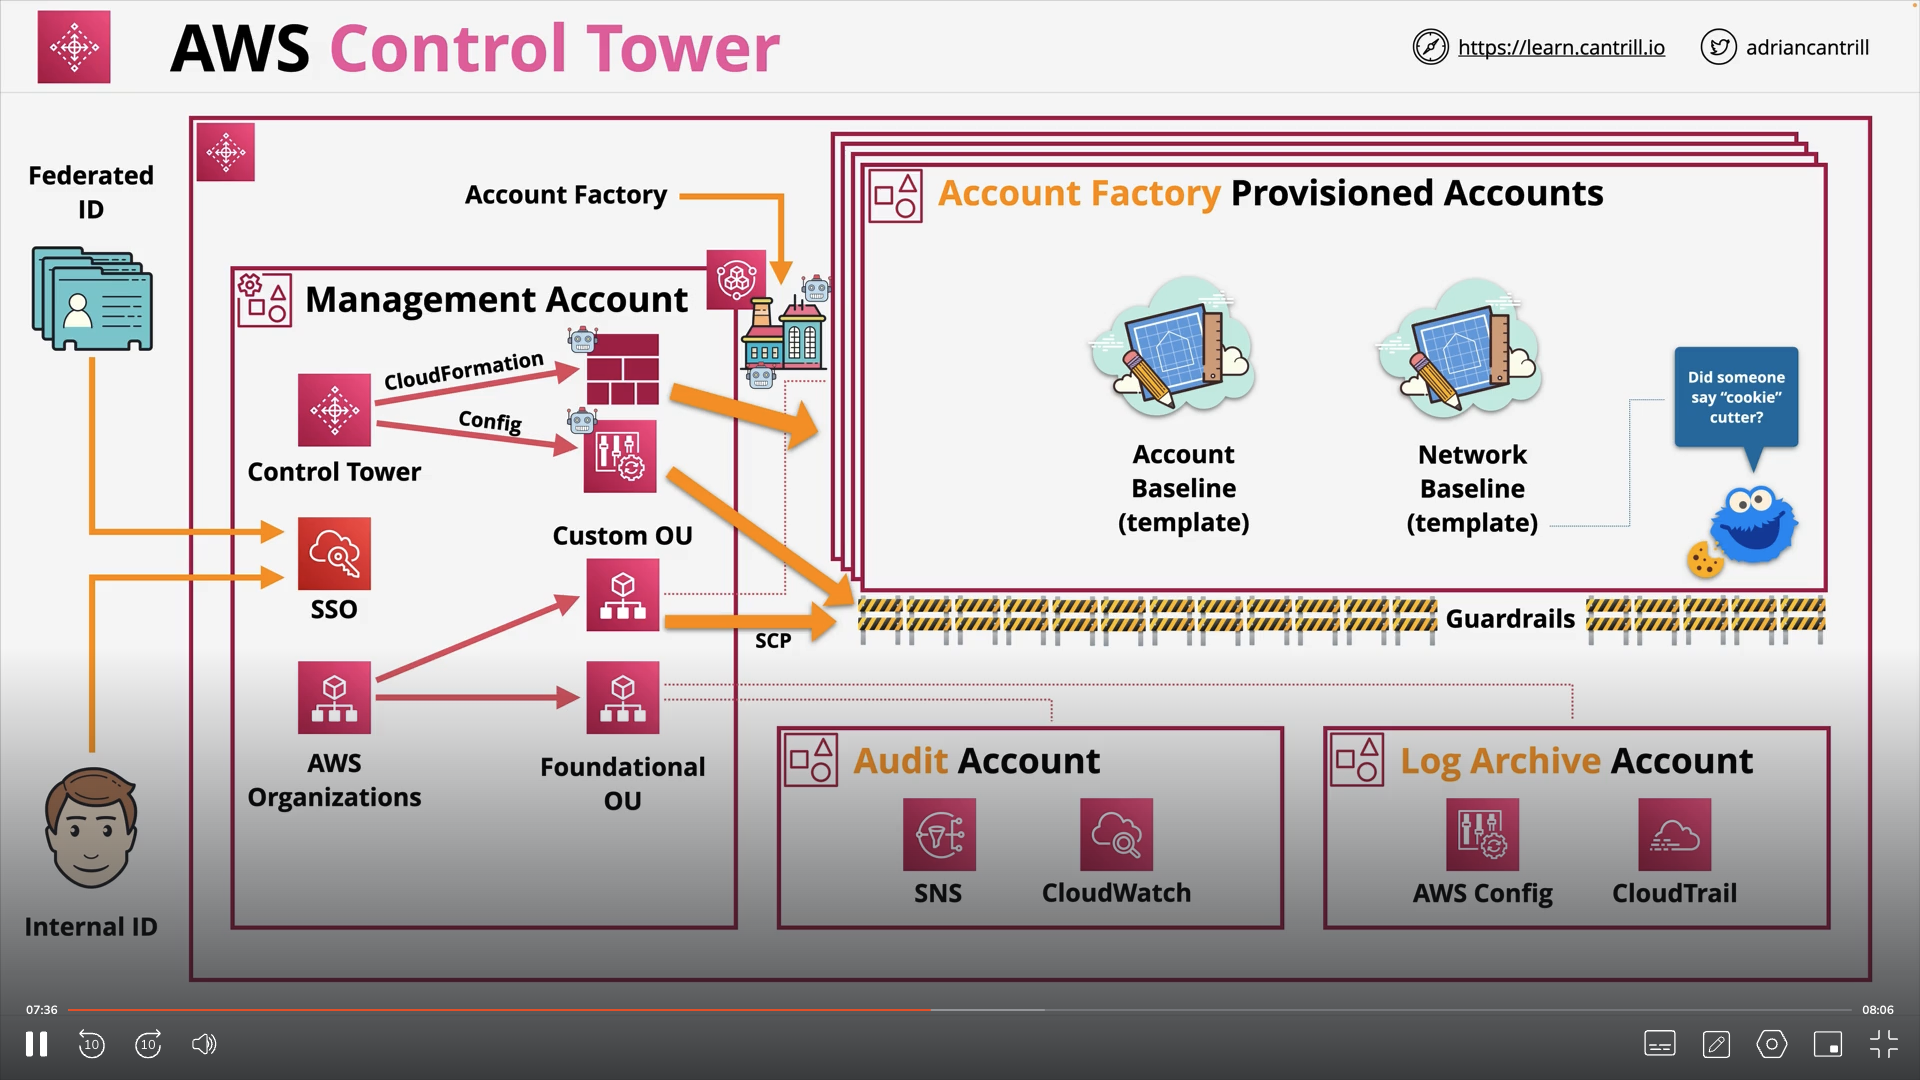 AWS Control Tower
https://learn.cantrill.io
adriancantrill
Federated
ID
Account Factory
Account Factory Provisioned Accounts
Management Account
CloudFormation
Config
Control Tower
Custom OU
SSO
SCP
AWS
Organizations
Foundational
OU
Internal ID
Account
Baseline
(template)
Network
Baseline
(template)
Did someone
say “cookie”
cutter?
Guardrails
Audit Account
SNS
CloudWatch
Log Archive Account
AWS Config
CloudTrail
07:36
08:06
10
10